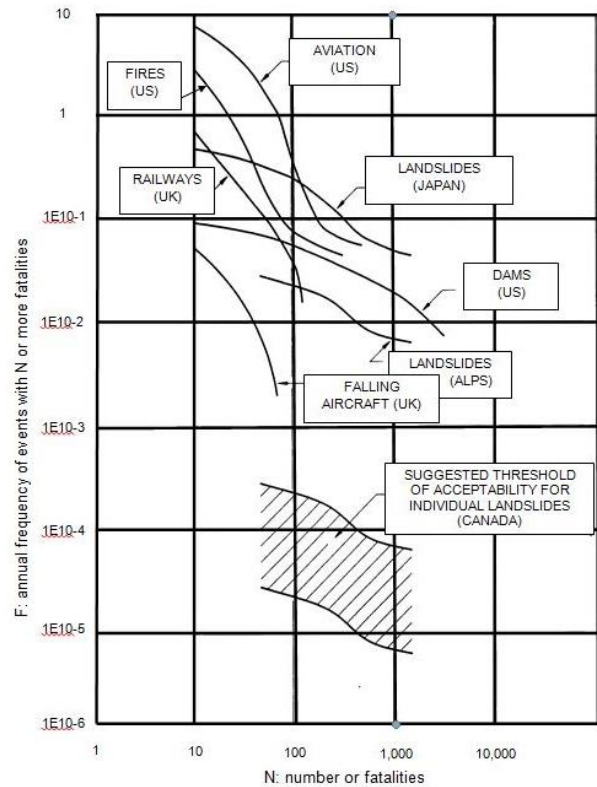 10
AVIATION
(US)
FIRES
(US)
1
LANDSLIDES
(JAPAN)
RAILWAYS
(UK)
1E10-1
DAMS
(US)
1E10-2
LANDSLIDES
(ALPS)
FALLING
AIRCRAFT (UK)
1E10-3
SUGGESTED THRESHOLD
OF ACCEPTABILITY FOR
INDIVIDUAL LANDSLIDES
(CANADA)
1E10-4
1E10-5
1E10-6
F: annual frequency of events with N or more fatalities
1 10 100 1,000 10,000
N: number or fatalities